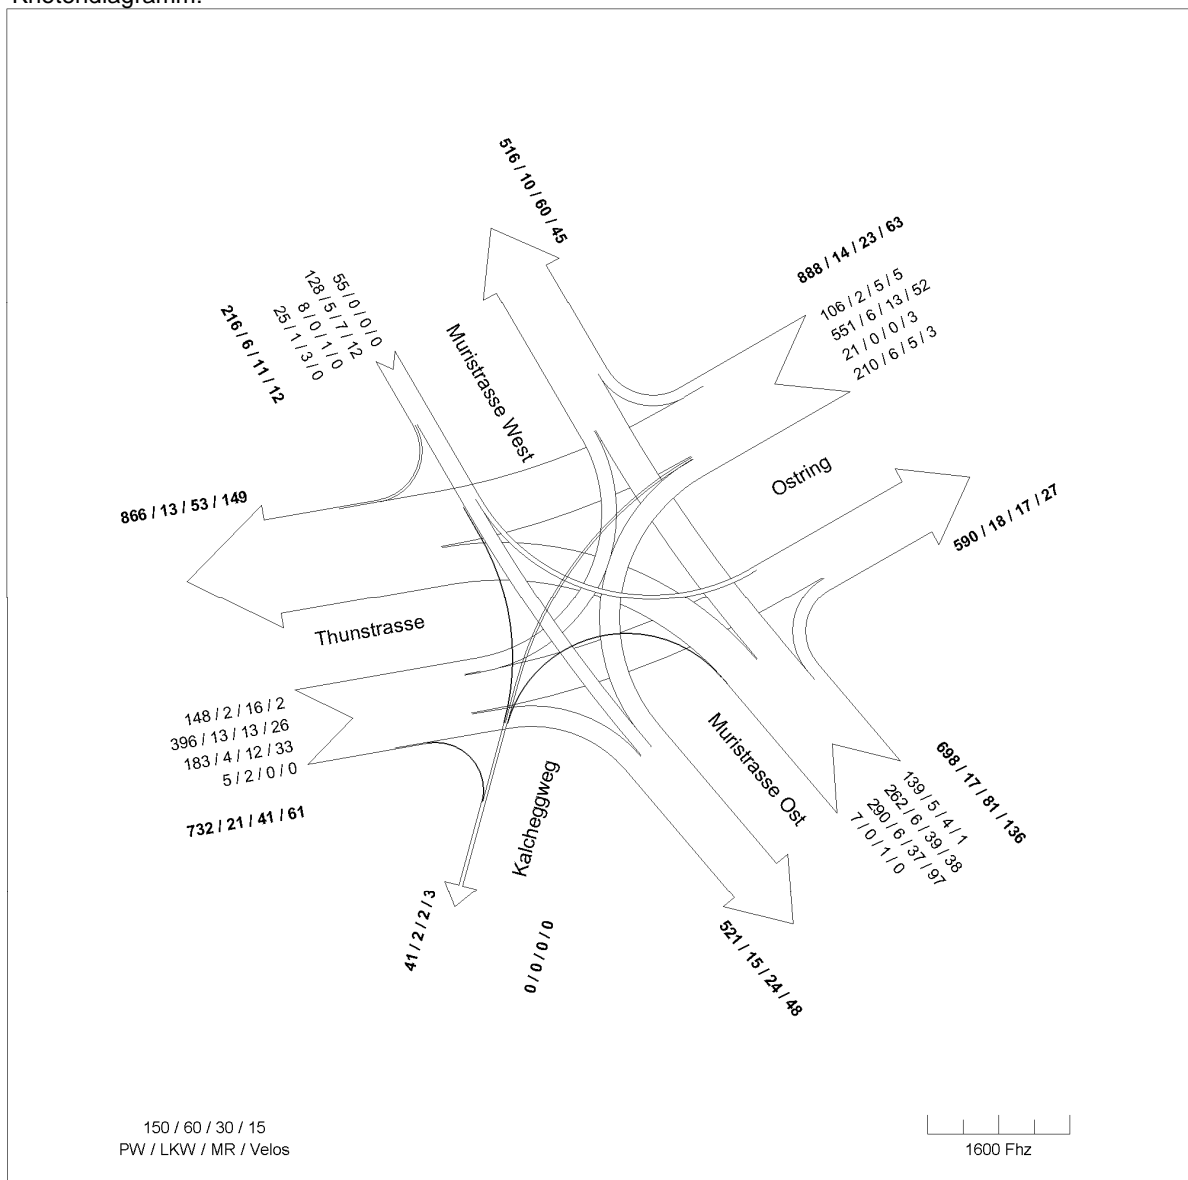 Knotendiagramm:
516 / 10 / 60 / 45
888 / 14 / 23 / 63
106 / 2 / 5 / 5
551 / 6 / 13 / 52
21 / 0 / 0 / 3
210 / 6 / 5 / 3
55 / 0 / 0 / 0
128 / 5 / 7 / 12
8 / 0 / 1 / 0
25 / 1 / 3 / 0
216 / 6 / 11 / 12
Muristrasse West
Ostring
866 / 13 / 53 / 149
590 / 18 / 17 / 27
Thunstrasse
148 / 2 / 16 / 2
396 / 13 / 13 / 26
183 / 4 / 12 / 33
5 / 2 / 0 / 0
732 / 21 / 41 / 61
Muristrasse Ost
698 / 17 / 81 / 136
139 / 5 / 4 / 1
262 / 6 / 39 / 38
290 / 6 / 37 / 97
7 / 0 / 1 / 0
Kalcheggweg
41 / 2 / 2 / 3
0 / 0 / 0 / 0
521 / 15 / 24 / 48
150 / 60 / 30 / 15
PW / LKW / MR / Velos
1600 Fhz